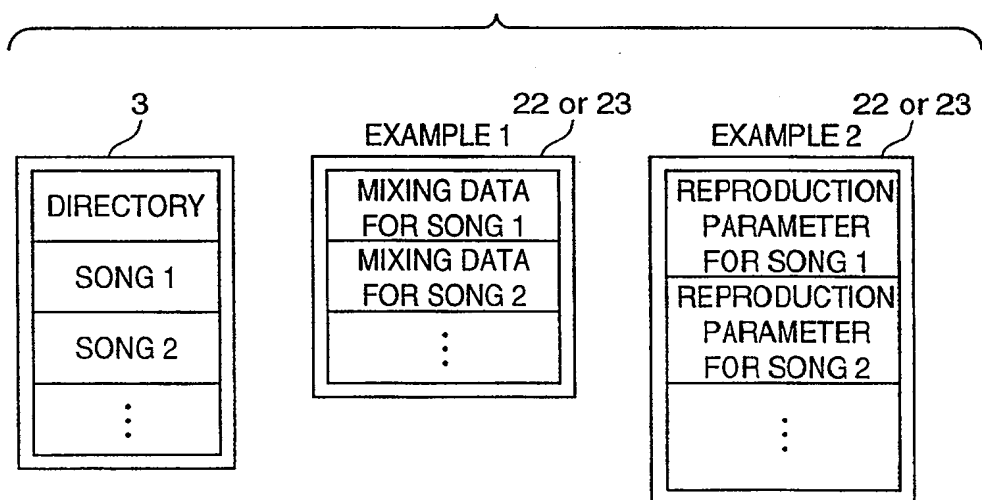 3
DIRECTORY
SONG 1
SONG 2
⋮
22 or 23
EXAMPLE 1
MIXING DATA
FOR SONG 1
MIXING DATA
FOR SONG 2
⋮
22 or 23
EXAMPLE 2
REPRODUCTION
PARAMETER
FOR SONG 1
REPRODUCTION
PARAMETER
FOR SONG 2
⋮